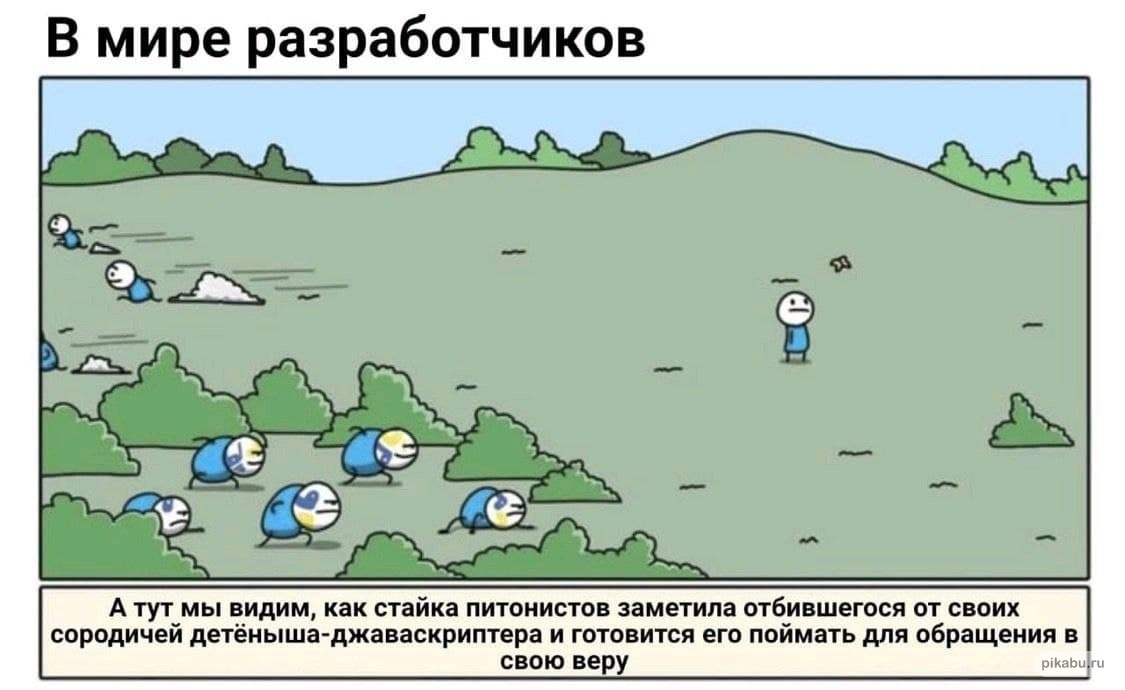 В мире разработчиков
А тут мы видим, как стайка питонистов заметила отбившегося от своих
сородичей детёныша-джаваскриптера и готовится его поймать для обращения в
свою веру
pikabu.ru